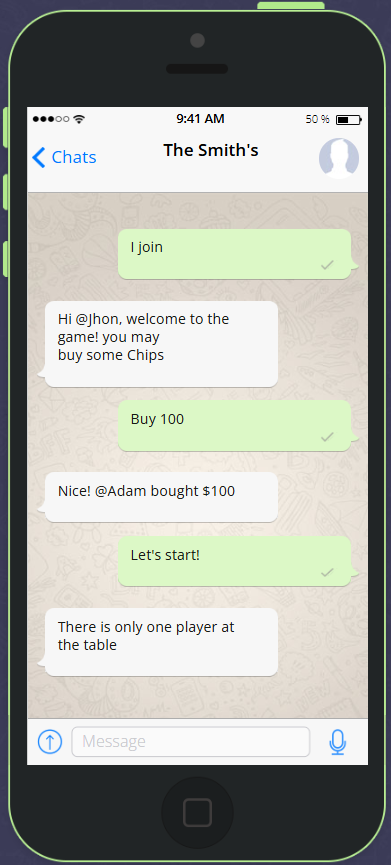 9:41 AM
50 %
Chats
The Smith's
I join
Hi @Jhon, welcome to the
game! you may
buy some Chips
Buy 100
Nice! @Adam bought $100
Let's start!
There is only one player at
the table
Message